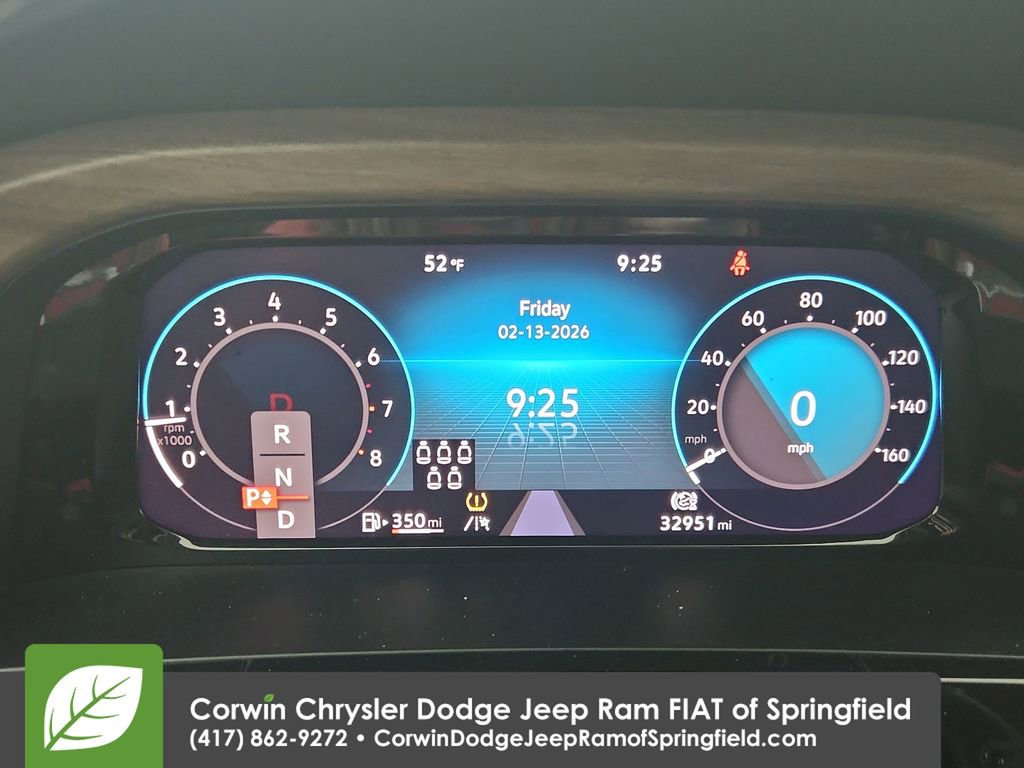 52 °F
9:25
Friday
02-13-2026
9:25
0 1 2 3 4 5 6 7 8
rpm
x1000
D
R
N
P
D
350 mi
0 20 40 60 80 100 120 140 160
mph
0
mph
32951 mi
Corwin Chrysler Dodge Jeep Ram FIAT of Springfield
(417) 862-9272 • CorwinDodgeJeepRamofSpringfield.com